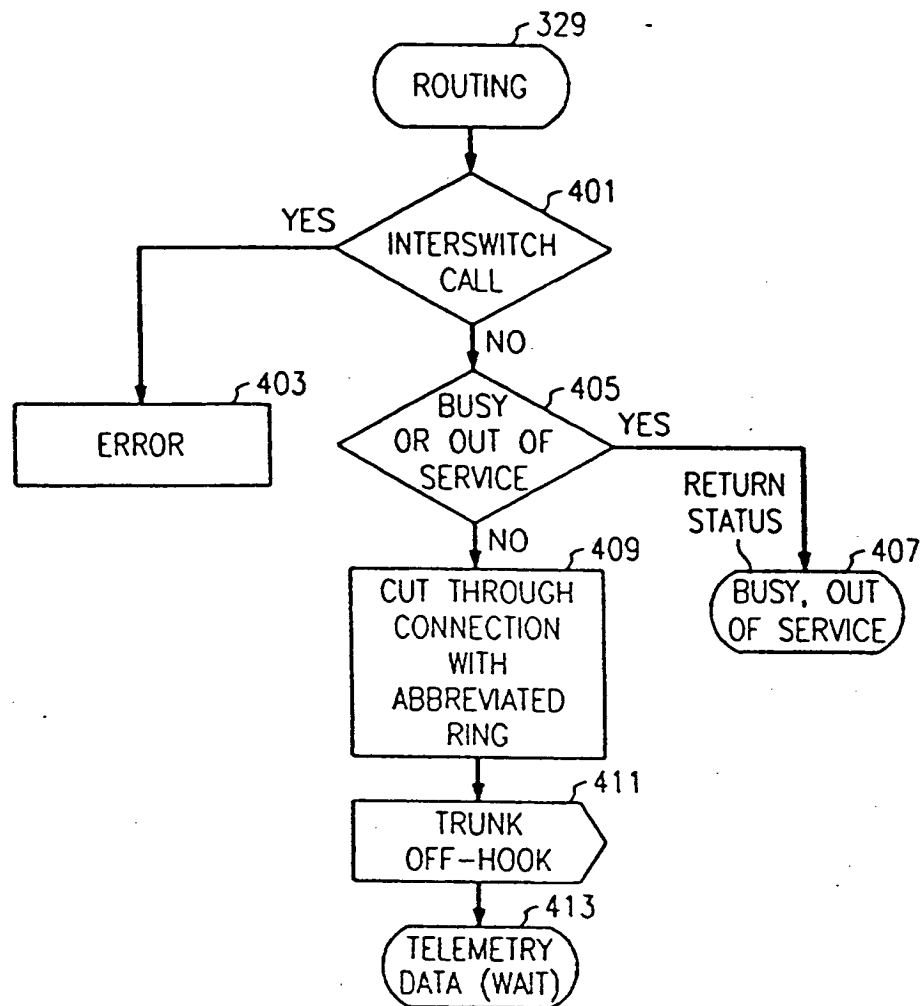 329
ROUTING
401
YES
INTERSWITCH
CALL
NO
403
ERROR
405
BUSY
OR OUT OF
SERVICE
YES
RETURN
STATUS
407
BUSY, OUT
OF SERVICE
NO
409
CUT THROUGH
CONNECTION
WITH
ABBREVIATED
RING
411
TRUNK
OFF-HOOK
413
TELEMETRY
DATA (WAIT)